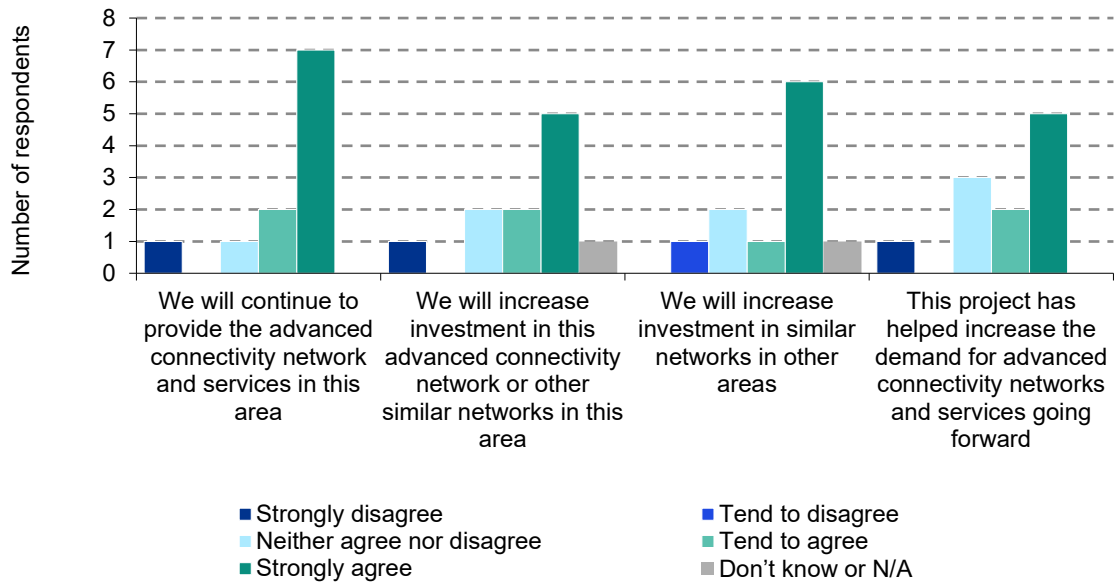 Number of respondents
8
7
6
5
4
3
2
1
0
We will continue to
provide the advanced
connectivity network
and services in this
area
We will increase
investment in this
advanced connectivity
network or other
similar networks in this
area
We will increase
investment in similar
networks in other
areas
This project has
helped increase the
demand for advanced
connectivity networks
and services going
forward
Strongly disagree
Tend to disagree
Neither agree nor disagree
Tend to agree
Strongly agree
Don't know or N/A